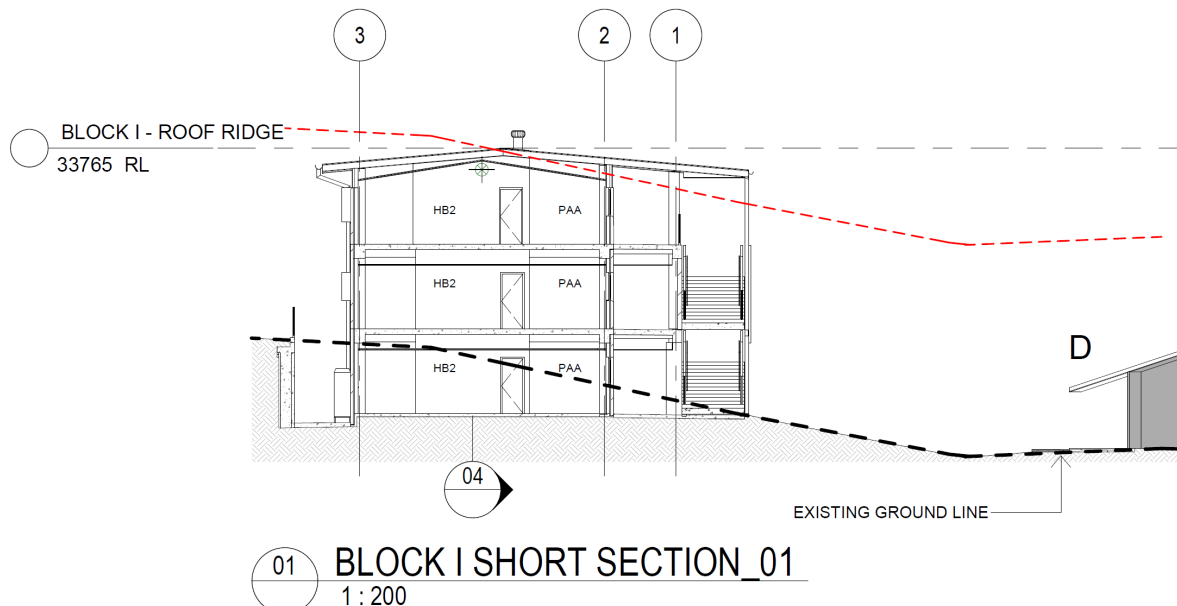 3
2
1
BLOCK I - ROOF RIDGE
33765 RL
HB2
PAA
HB2
PAA
D
HB2
PAA
04
EXISTING GROUND LINE
01
BLOCK I SHORT SECTION_01
1 : 200